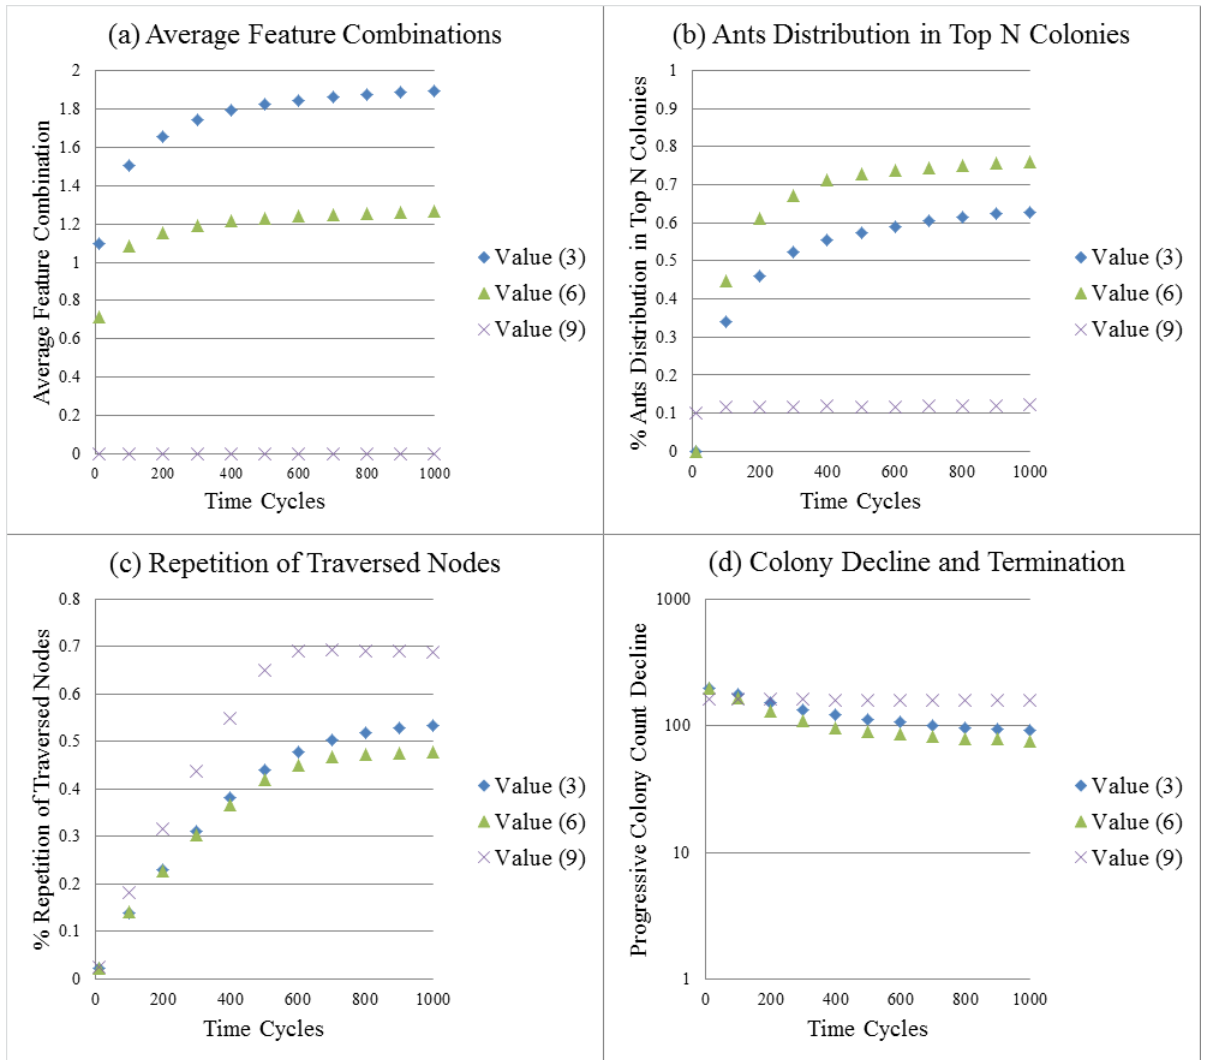 (a) Average Feature Combinations
2
1.8
1.6
1.4
1.2
1
0.8
0.6
0.4
0.2
0
Average Feature Combination
0 200 400 600 800 1000
Time Cycles
Value (3)
Value (6)
Value (9)
(b) Ants Distribution in Top N Colonies
1
0.9
0.8
0.7
0.6
0.5
0.4
0.3
0.2
0.1
0
% Ants Distribution in Top N Colonies
0 200 400 600 800 1000
Time Cycles
Value (3)
Value (6)
Value (9)
(c) Repetition of Traversed Nodes
0.8
0.7
0.6
0.5
0.4
0.3
0.2
0.1
0
% Repetition of Traversed Nodes
0 200 400 600 800 1000
Time Cycles
Value (3)
Value (6)
Value (9)
(d) Colony Decline and Termination
1000
100
10
1
Progressive Colony Count Decline
0 200 400 600 800 1000
Time Cycles
Value (3)
Value (6)
Value (9)